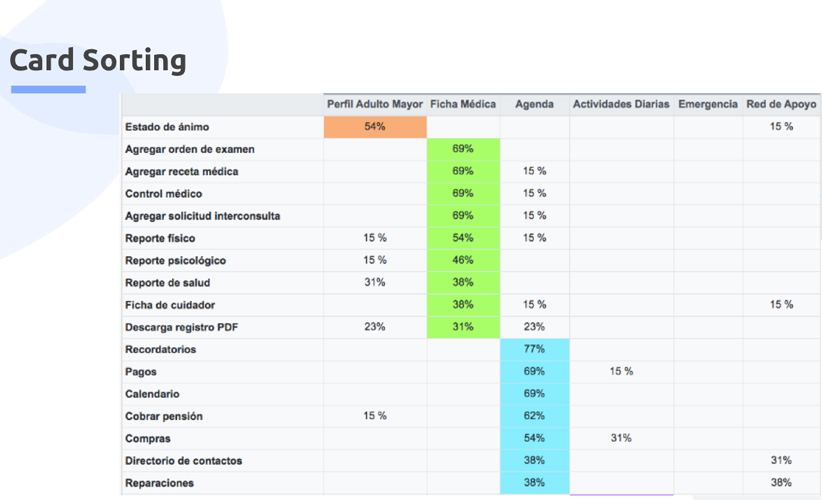 Card Sorting
Perfil Adulto Mayor Ficha Médica Agenda Actividades Diarias Emergencia Red de Apoyo
Estado de ánimo 54% 15 %
Agregar orden de examen 69%
Agregar receta médica 69% 15 %
Control médico 69% 15 %
Agregar solicitud interconsulta 69% 15 %
Reporte físico 15 % 54% 15 %
Reporte psicológico 15 % 46%
Reporte de salud 31% 38%
Ficha de cuidador 38% 15 % 15 %
Descarga registro PDF 23% 31% 23%
Recordatorios 77%
Pagos 69% 15 %
Calendario 69%
Cobrar pensión 15 % 62%
Compras 54% 31%
Directorio de contactos 38% 31%
Reparaciones 38% 38%